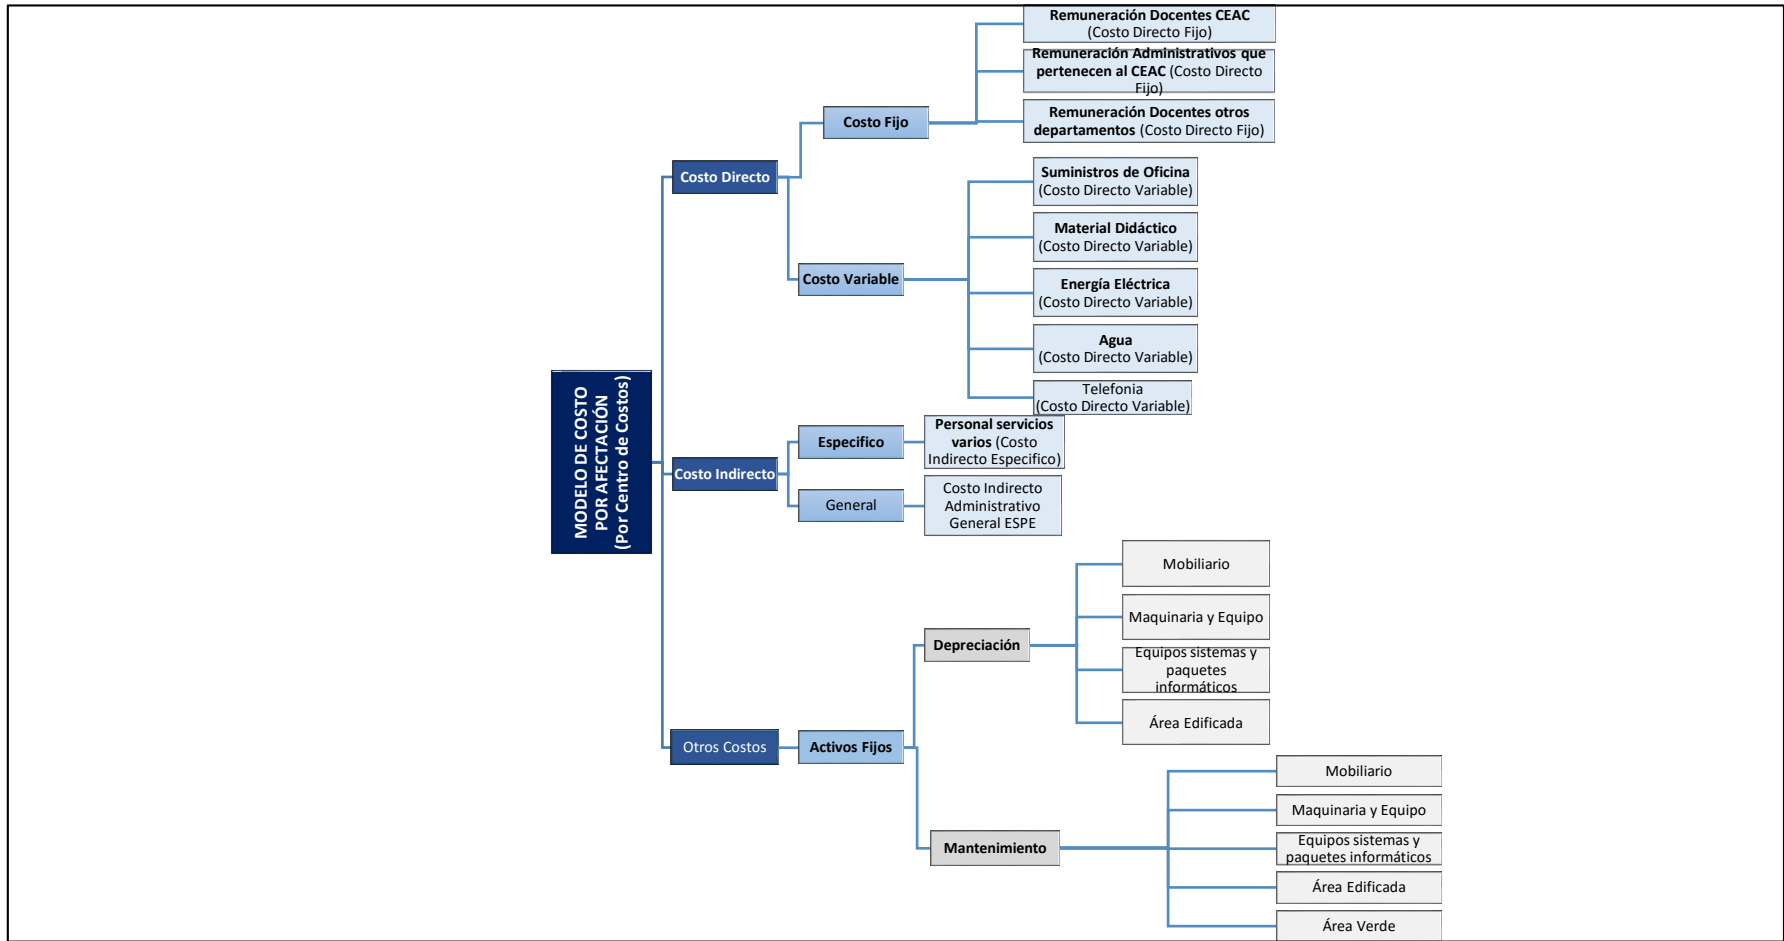 Remuneración Docentes CEAC
(Costo Directo Fijo)
Remuneración Administrativos que
pertenecen al CEAC (Costo Directo
Fijo)
Remuneración Docentes otros
departamentos (Costo Directo Fijo)
Costo Fijo
Costo Directo
Suministros de Oficina
(Costo Directo Variable)
Material Didáctico
(Costo Directo Variable)
Costo Variable
Energía Eléctrica
(Costo Directo Variable)
Agua
(Costo Directo Variable)
Telefonia
(Costo Directo Variable)
MODELO DE COSTO
POR AFECTACIÓN
(Por Centro de Costos)
Costo Indirecto
Especifico
Personal servicios
varios (Costo
Indirecto Especifico)
General
Costo Indirecto
Administrativo
General ESPE
Otros Costos
Activos Fijos
Depreciación
Mobiliario
Maquinaria y Equipo
Equipos sistemas y
paquetes
informáticos
Área Edificada
Mantenimiento
Mobiliario
Maquinaria y Equipo
Equipos sistemas y
paquetes informáticos
Área Edificada
Área Verde